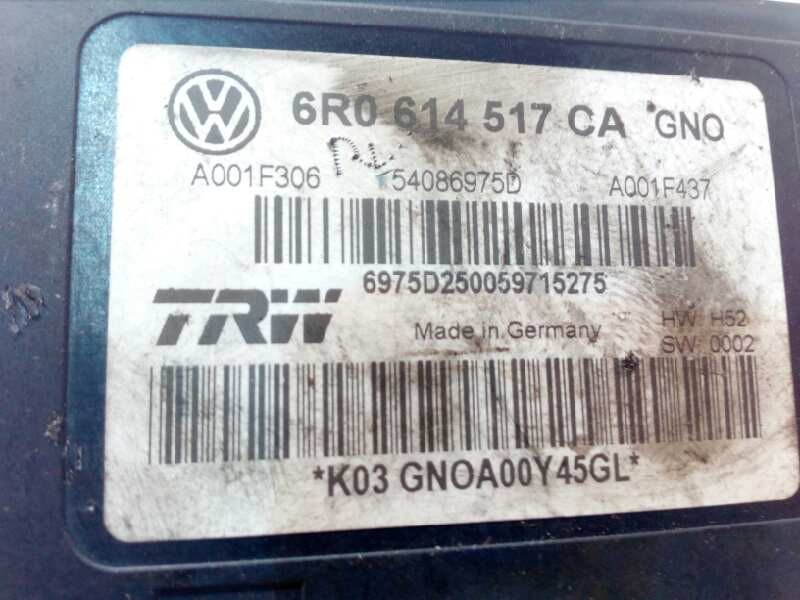 6R0 614 517 CA GNO
A001F306 54086975D A001F437
6975D250059715275
TRW Made in Germany HW H52
SW 0002
*K03 GNOA00Y45GL*